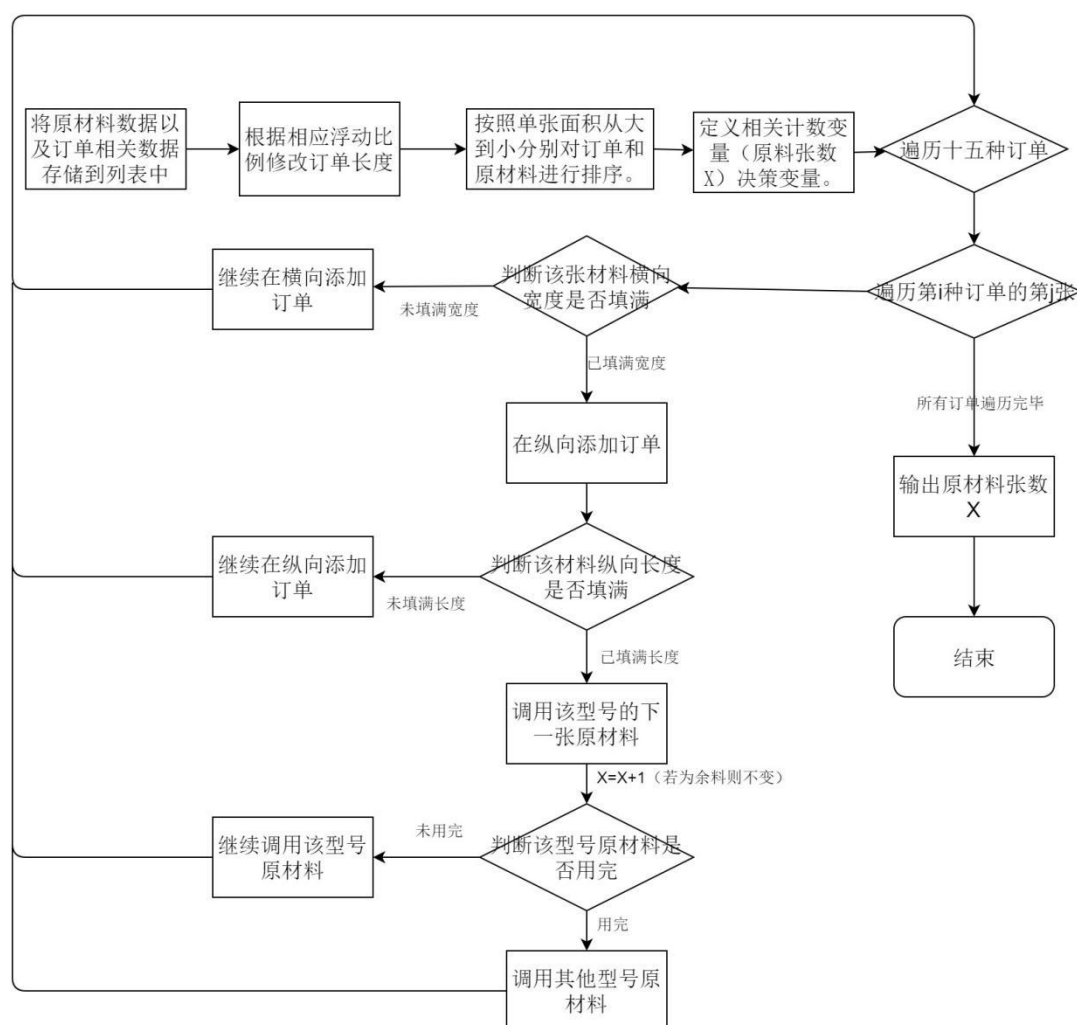 将原材料数据以
及订单相关数据
存储到列表中
根据相应浮动比
例修改订单长度
按照单张面积从大
到小分别对订单和
原材料进行排序。
定义相关计数变
量（原料张数
X）决策变量。
遍历十五种订单
继续在横向添加
订单
未填满宽度
判断该张材料横向
宽度是否填满
遍历第i种订单的第j张
已填满宽度
所有订单遍历完毕
在纵向添加订单
输出原材料张数
X
继续在纵向添加
订单
未填满长度
判断该材料纵向长度
是否填满
已填满长度
结束
调用该型号的下
一张原材料
X=X+1（若为余料则不变）
继续调用该型号
原材料
未用完
判断该型号原材料是
否用完
用完
调用其他型号原
材料